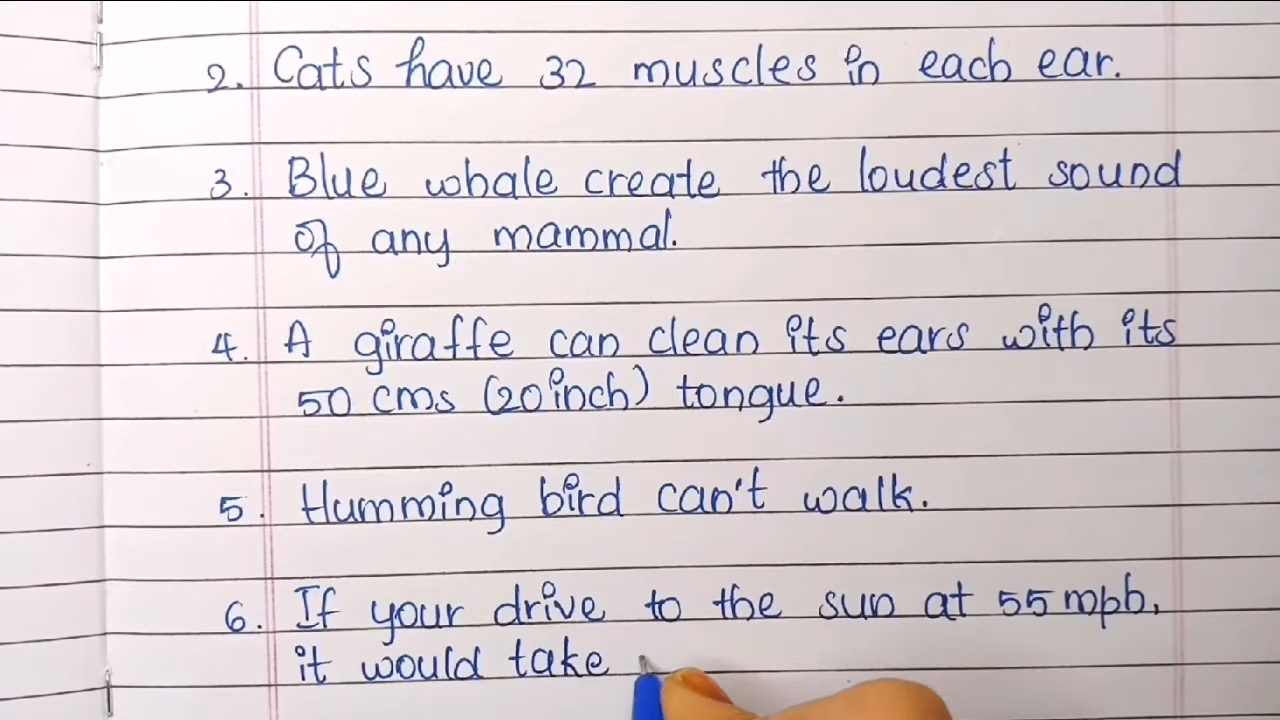 2. Cats have 32 muscles in each ear.
3. Blue whale create the loudest sound
of any mammal.
4. A giraffe can clean its ears with its
50 cms (20 inch) tongue.
5. Humming bird can't walk.
6. If your drive to the sun at 55 mph,
it would take